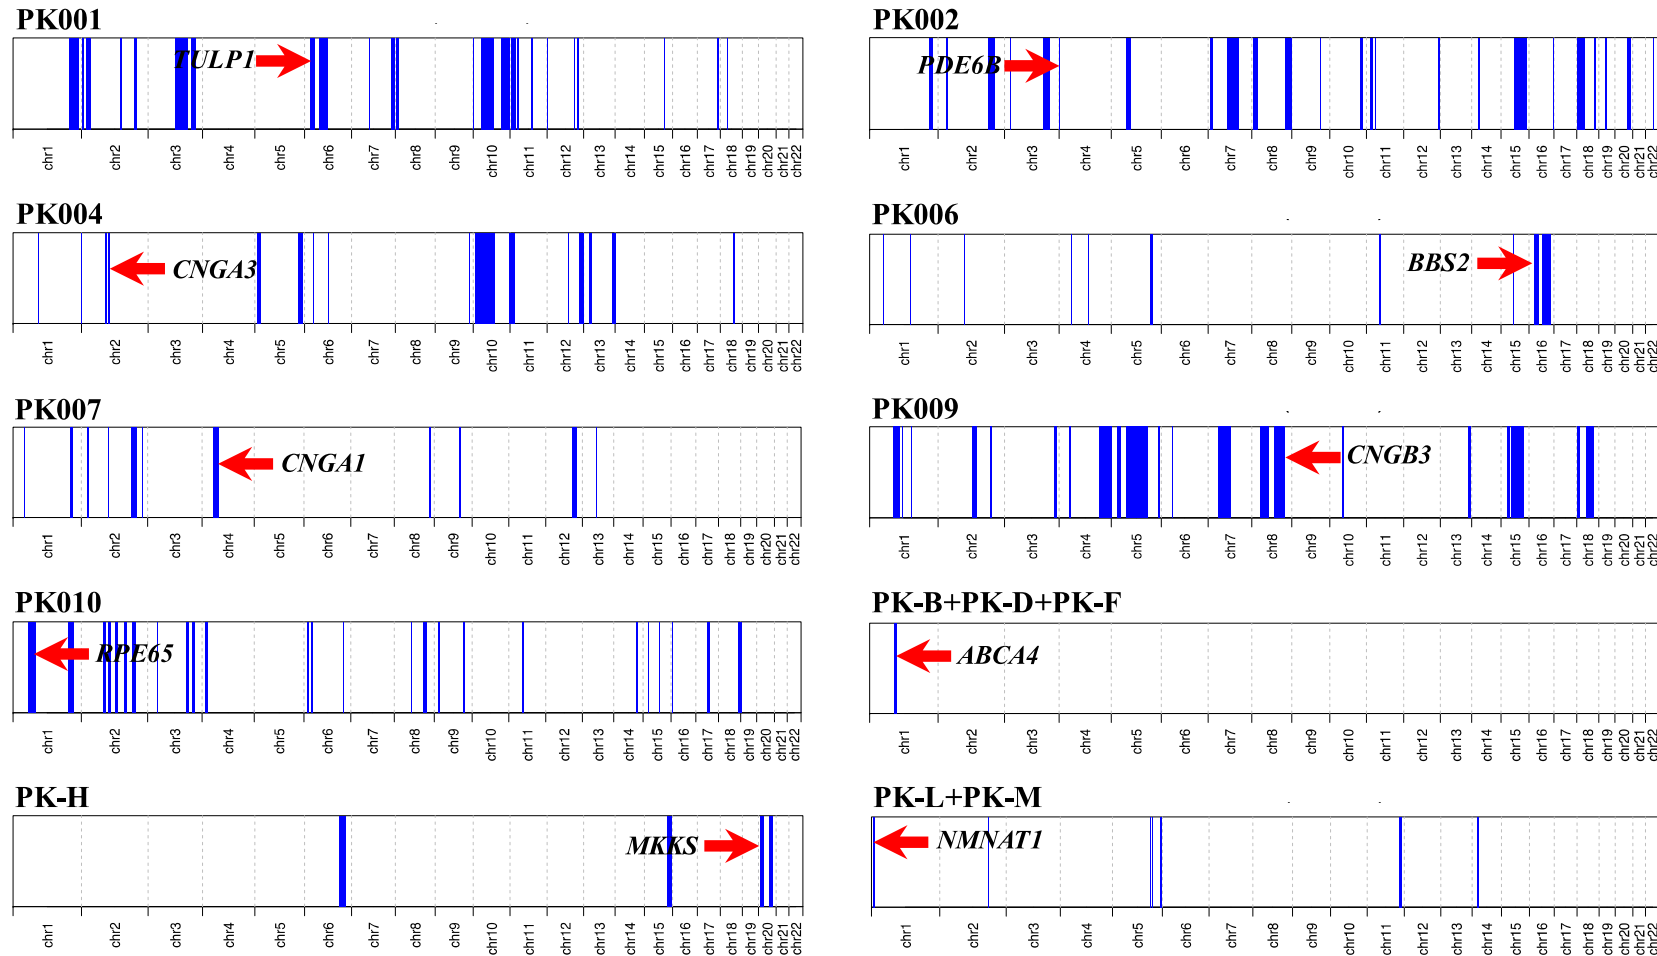 PK001
TULP1
chr1 chr2 chr3 chr4 chr5 chr6 chr7 chr8 chr9 chr10 chr11 chr12 chr13 chr14 chr15 chr16 chr17 chr18 chr19 chr20 chr21 chr22
PK002
PDE6B
chr1 chr2 chr3 chr4 chr5 chr6 chr7 chr8 chr9 chr10 chr11 chr12 chr13 chr14 chr15 chr16 chr17 chr18 chr19 chr20 chr21 chr22
PK004
CNGA3
chr1 chr2 chr3 chr4 chr5 chr6 chr7 chr8 chr9 chr10 chr11 chr12 chr13 chr14 chr15 chr16 chr17 chr18 chr19 chr20 chr21 chr22
PK006
BBS2
chr1 chr2 chr3 chr4 chr5 chr6 chr7 chr8 chr9 chr10 chr11 chr12 chr13 chr14 chr15 chr16 chr17 chr18 chr19 chr20 chr21 chr22
PK007
CNGA1
chr1 chr2 chr3 chr4 chr5 chr6 chr7 chr8 chr9 chr10 chr11 chr12 chr13 chr14 chr15 chr16 chr17 chr18 chr19 chr20 chr21 chr22
PK009
CNGB3
chr1 chr2 chr3 chr4 chr5 chr6 chr7 chr8 chr9 chr10 chr11 chr12 chr13 chr14 chr15 chr16 chr17 chr18 chr19 chr20 chr21 chr22
PK010
RPE65
chr1 chr2 chr3 chr4 chr5 chr6 chr7 chr8 chr9 chr10 chr11 chr12 chr13 chr14 chr15 chr16 chr17 chr18 chr19 chr20 chr21 chr22
PK-B+PK-D+PK-F
ABCA4
chr1 chr2 chr3 chr4 chr5 chr6 chr7 chr8 chr9 chr10 chr11 chr12 chr13 chr14 chr15 chr16 chr17 chr18 chr19 chr20 chr21 chr22
PK-H
MKKS
chr1 chr2 chr3 chr4 chr5 chr6 chr7 chr8 chr9 chr10 chr11 chr12 chr13 chr14 chr15 chr16 chr17 chr18 chr19 chr20 chr21 chr22
PK-L+PK-M
NMNAT1
chr1 chr2 chr3 chr4 chr5 chr6 chr7 chr8 chr9 chr10 chr11 chr12 chr13 chr14 chr15 chr16 chr17 chr18 chr19 chr20 chr21 chr22